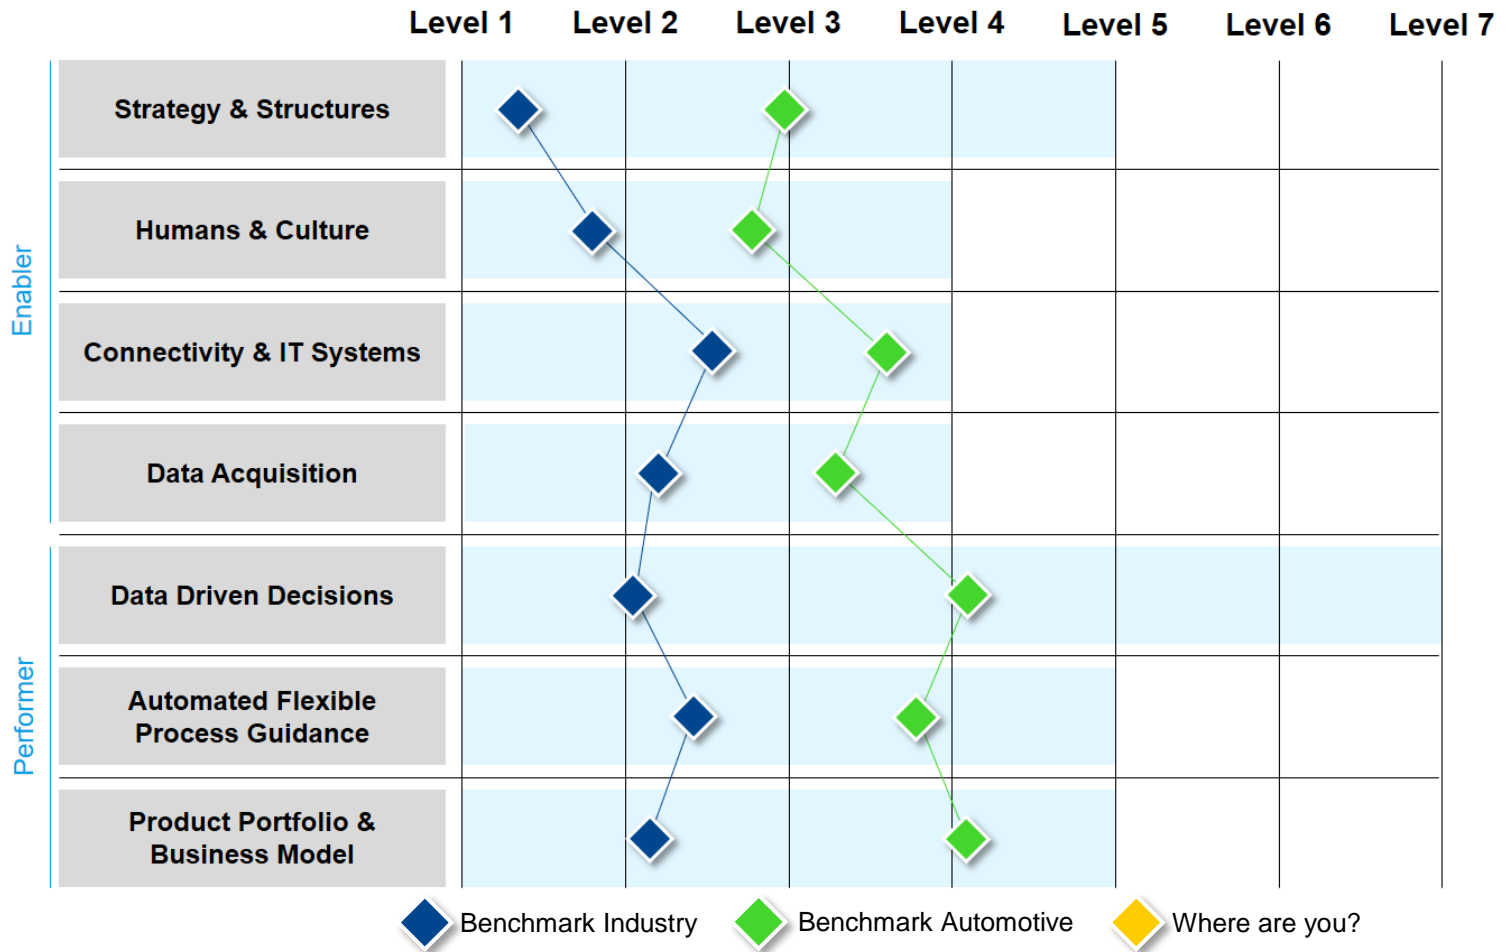 Level 1 Level 2 Level 3 Level 4 Level 5 Level 6 Level 7
Enabler
Strategy & Structures
Humans & Culture
Connectivity & IT Systems
Data Acquisition
Performer
Data Driven Decisions
Automated Flexible
Process Guidance
Product Portfolio &
Business Model
Benchmark Industry Benchmark Automotive Where are you?